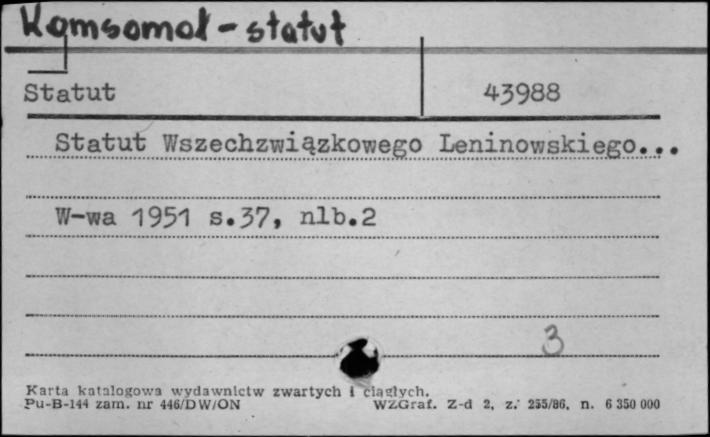 Komsomoł - statut
Statut 43988
Statut Wszechzwiązkowego Leninowskiego...
W-wa 1951 s.37, nlb.2
3
Karta katalogowa wydawnictw zwartych i ciągłych.
Pu-B-144 zam. nr 446/DW/ON WZGraf. Z-d 2, z. 255/86, n. 6 350 000